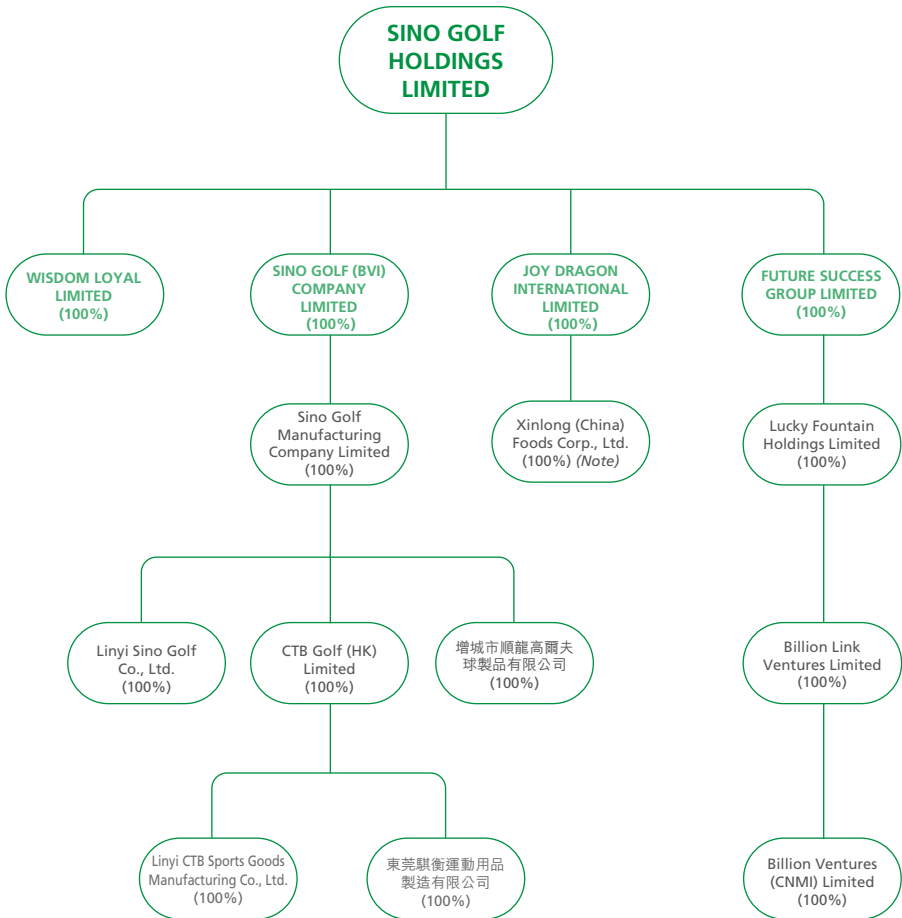 SINO GOLF
HOLDINGS
LIMITED
WISDOM LOYAL
LIMITED
(100%)
SINO GOLF (BVI)
COMPANY
LIMITED
(100%)
JOY DRAGON
INTERNATIONAL
LIMITED
(100%)
FUTURE SUCCESS
GROUP LIMITED
(100%)
Sino Golf
Manufacturing
Company Limited
(100%)
Xinlong (China)
Foods Corp., Ltd.
(100%) (Note)
Lucky Fountain
Holdings Limited
(100%)
Linyi Sino Golf
Co., Ltd.
(100%)
CTB Golf (HK)
Limited
(100%)
增城市順龍高爾夫
球製品有限公司
(100%)
Billion Link
Ventures Limited
(100%)
Linyi CTB Sports Goods
Manufacturing Co., Ltd.
(100%)
東莞騏衡運動用品
製造有限公司
(100%)
Billion Ventures
(CNMI) Limited
(100%)